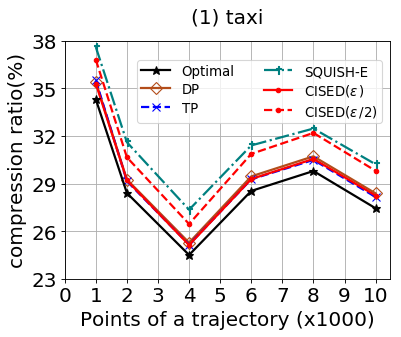 (1) taxi
compression ratio(%)
38
35
32
29
26
23
Optimal
DP
TP
SQUISH-E
CISED(ε)
CISED(ε/2)
0 1 2 3 4 5 6 7 8 9 10
Points of a trajectory (x1000)